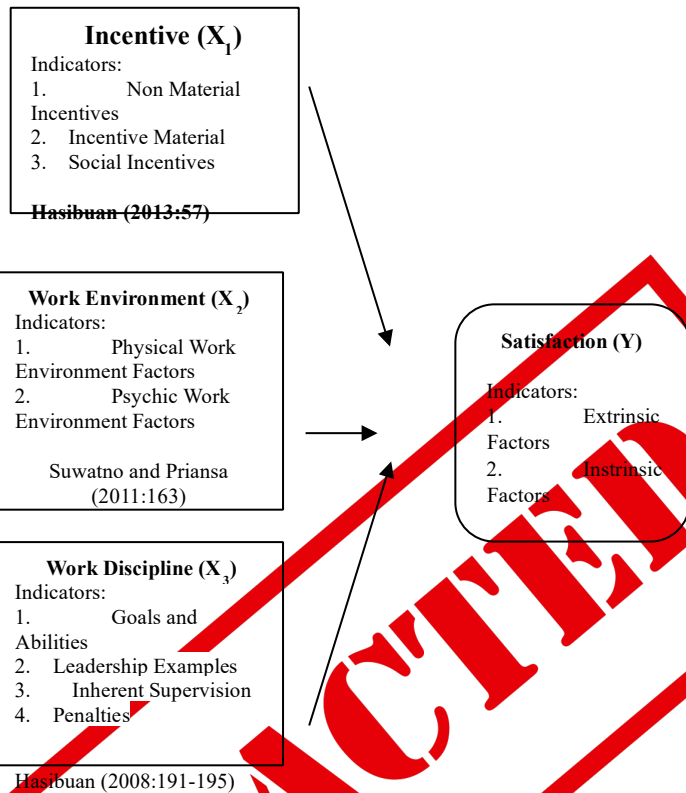 Incentive (X1)
Indicators:
1. Non Material
Incentives
2. Incentive Material
3. Social Incentives
Hasibuan (2013:57)
Work Environment (X2)
Indicators:
1. Physical Work
Environment Factors
2. Psychic Work
Environment Factors
Suwatno and Priansa
(2011:163)
Work Discipline (X3)
Indicators:
1. Goals and
Abilities
2. Leadership Examples
3. Inherent Supervision
4. Penalties
Hasibuan (2008:191-195)
Satisfaction (Y)
Indicators:
1. Extrinsic
Factors
2. Instrinsic
Factors
CTED